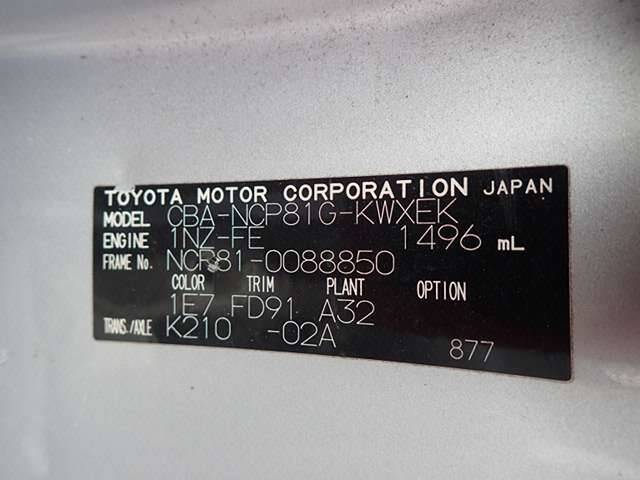 TOYOTA MOTOR CORPORATION JAPAN
MODEL CBA-NCP81G-KWXEK
ENGINE 1NZ-FE 1496 mL
FRAME No. NCP81-0088850
COLOR TRIM PLANT OPTION
1E7 FD91 A32
TRANS./AXLE K210 -02A
877